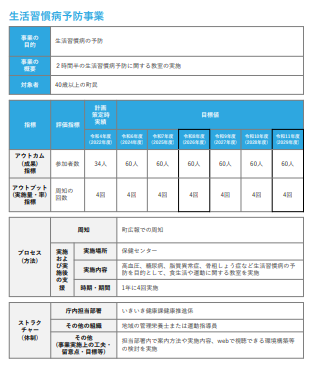 生活習慣病予防事業
事業の
目的
生活習慣病の予防
事業の
概要
2時間半の生活習慣病予防に関する教室の実施
対象者
40歳以上の町民
指標
評価指標
計画
策定時
実績
目標値
令和4年度
(2022年度)
令和6年度
(2024年度)
令和7年度
(2025年度)
令和8年度
(2026年度)
令和9年度
(2027年度)
令和10年度
(2028年度)
令和11年度
(2029年度)
アウトカム
(成果)
指標
参加者数
34人
60人
60人
60人
60人
60人
60人
アウトプット
(実施量・率)
指標
周知の
回数
4回
4回
4回
4回
4回
4回
4回
プロセス
(方法)
周知
町広報での周知
実施
およ
び実
施後
の支
援
実施場所
保健センター
実施内容
高血圧、糖尿病、脂質異常症、骨粗しょう症など生活習慣病の予
防を目的として、食生活や運動に関する教室を実施
時期・期間
1年に4回実施
ストラク
チャー
(体制)
庁内担当部署
いきいき健康課健康推進係
その他の組織
地域の管理栄養士または運動指導員
その他
(事業実施上の工夫・
留意点・目標等)
担当部署内で案内方法や実施内容、webで視聴できる環境構築等
の検討を実施